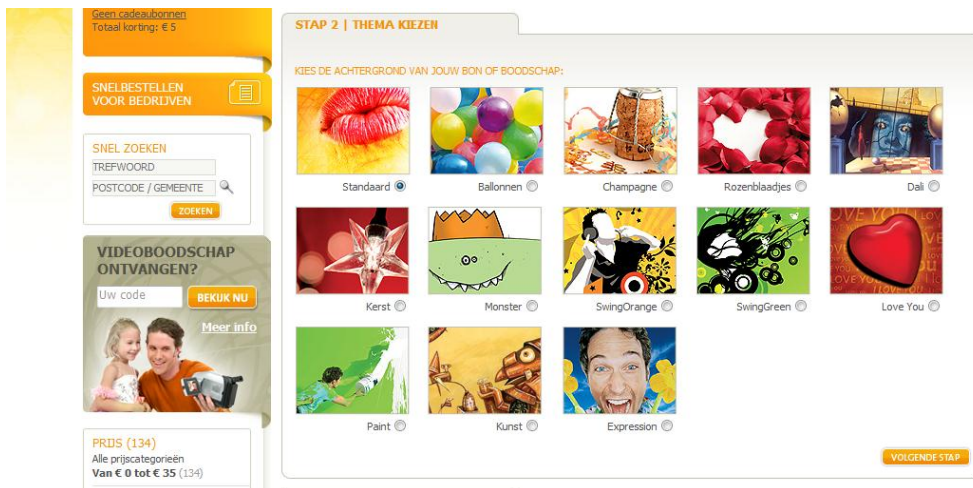 Geen cadeaubonnen
Totaal korting: € 5
SNELBESTELLEN
VOOR BEDRIJVEN
SNEL ZOEKEN
TREFWOORD
POSTCODE / GEMEENTE
ZOEKEN
VIDEOBOODSCHAP
ONTVANGEN?
Uw code
BEKIJK NU
Meer info
PRIJS (134)
Alle prijscategorieën
Van € 0 tot € 35 (134)
STAP 2 | THEMA KIEZEN
KIES DE ACHTERGROND VAN JOUW BON OF BOODSCHAP:
Standaard
Ballonnen
Champagne
Rozenblaadjes
Dali
Kerst
Monster
SwingOrange
SwingGreen
Love You
Paint
Kunst
Expression
VOLGENDE STAP